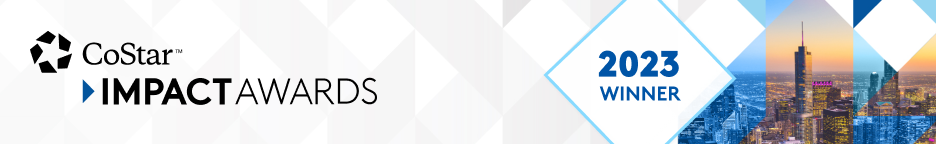 CoStar™
IMPACT AWARDS
2023
WINNER